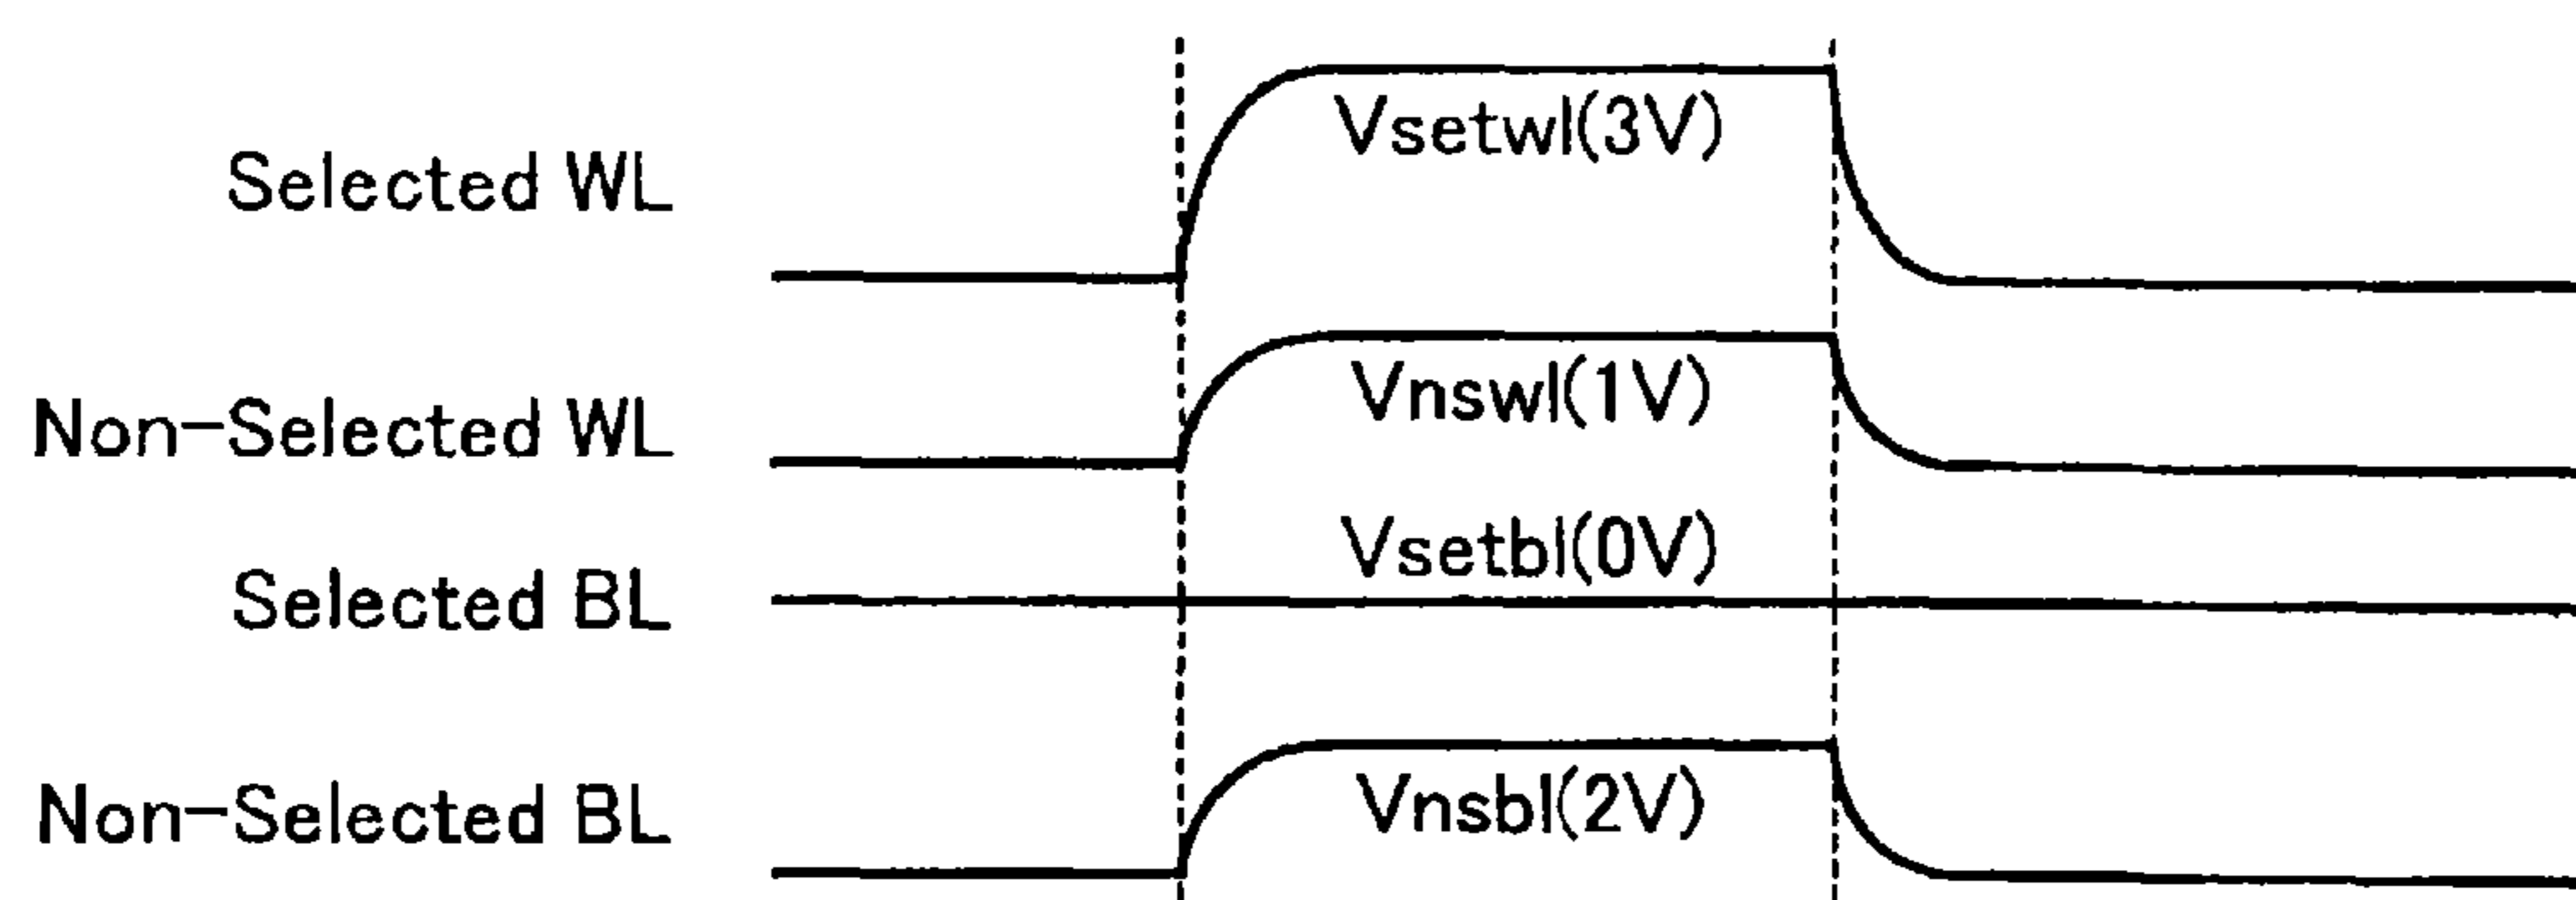 Vsetwl(3V)
Selected WL
Vnswl(1V)
Non-Selected WL
Vsetbl(0V)
Selected BL
Vnsbl(2V)
Non-Selected BL